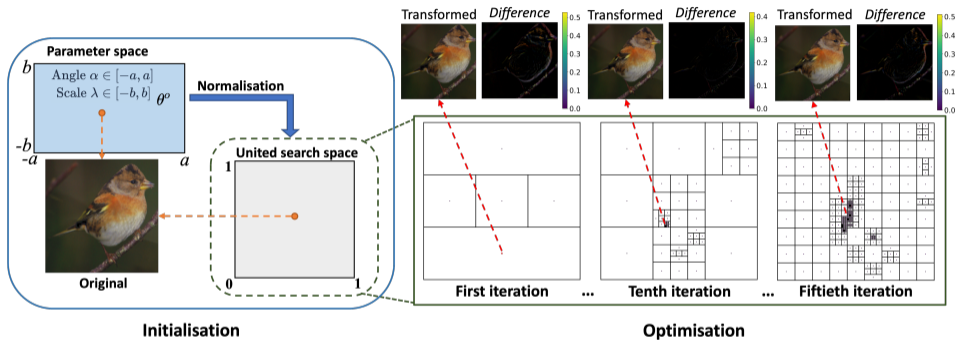 Parameter space
b
Angle α ∈ [−a, a]
Scale λ ∈ [−b, b]
θᵒ
-b
-a
a
Normalisation
United search space
1
0
1
Original
Initialisation
Transformed
Difference
0.5
0.4
0.3
0.2
0.1
0.0
Transformed
Difference
0.4
0.3
0.2
0.1
0.0
Transformed
Difference
0.5
0.4
0.3
0.2
0.1
0.0
First iteration
...
Tenth iteration
...
Fiftieth iteration
Optimisation